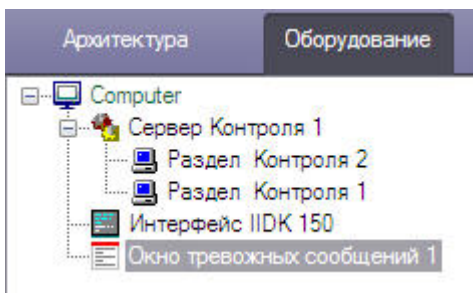 Архитектура Оборудование
Computer
Сервер Контроля 1
Раздел Контроля 2
Раздел Контроля 1
Интерфейс IIDK 150
Окно тревожных сообщений 1